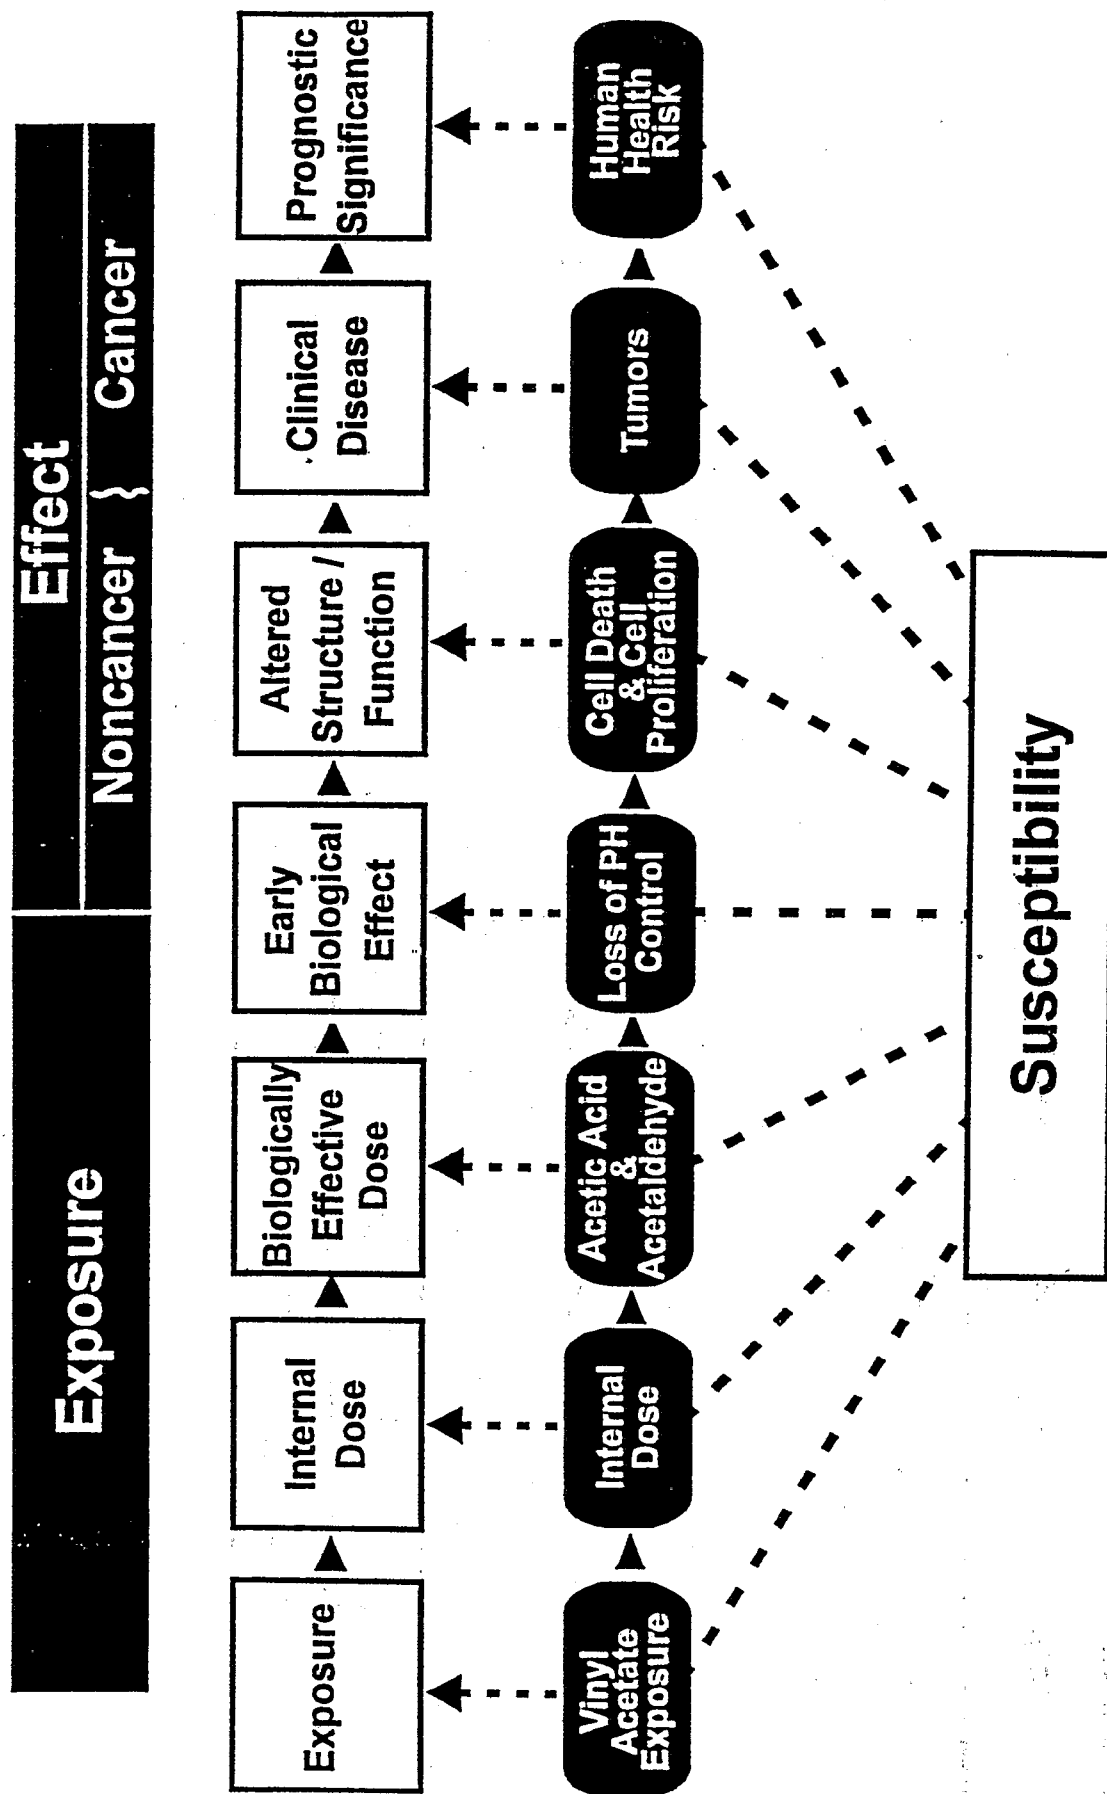 Exposure
Effect
Noncancer } Cancer
Exposure
Internal
Dose
Biologically
Effective
Dose
Early
Biological
Effect
Altered
Structure /
Function
Clinical
Disease
Prognostic
Significance
Vinyl
Acetate
Exposure
Internal
Dose
Acetic Acid
&
Acetaldehyde
Loss of PH
Control
Cell Death
& Cell
Proliferation
Tumors
Human
Health
Risk
Susceptibility